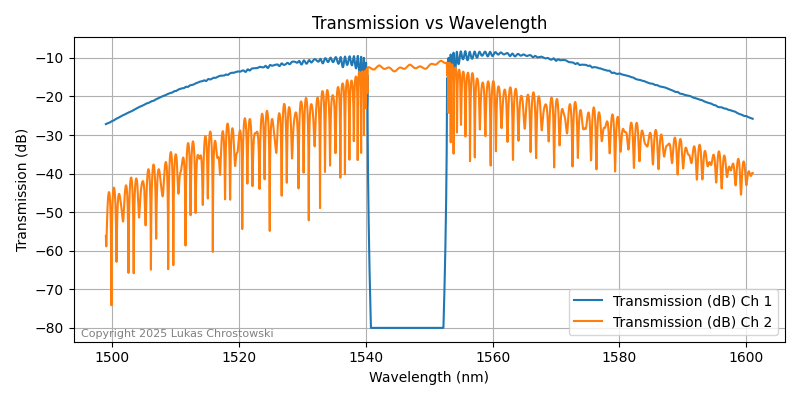 Transmission vs Wavelength
Transmission (dB)
−10
−20
−30
−40
−50
−60
−70
−80
Transmission (dB) Ch 1
Transmission (dB) Ch 2
Copyright 2025 Lukas Chrostowski
1500 1520 1540 1560 1580 1600
Wavelength (nm)